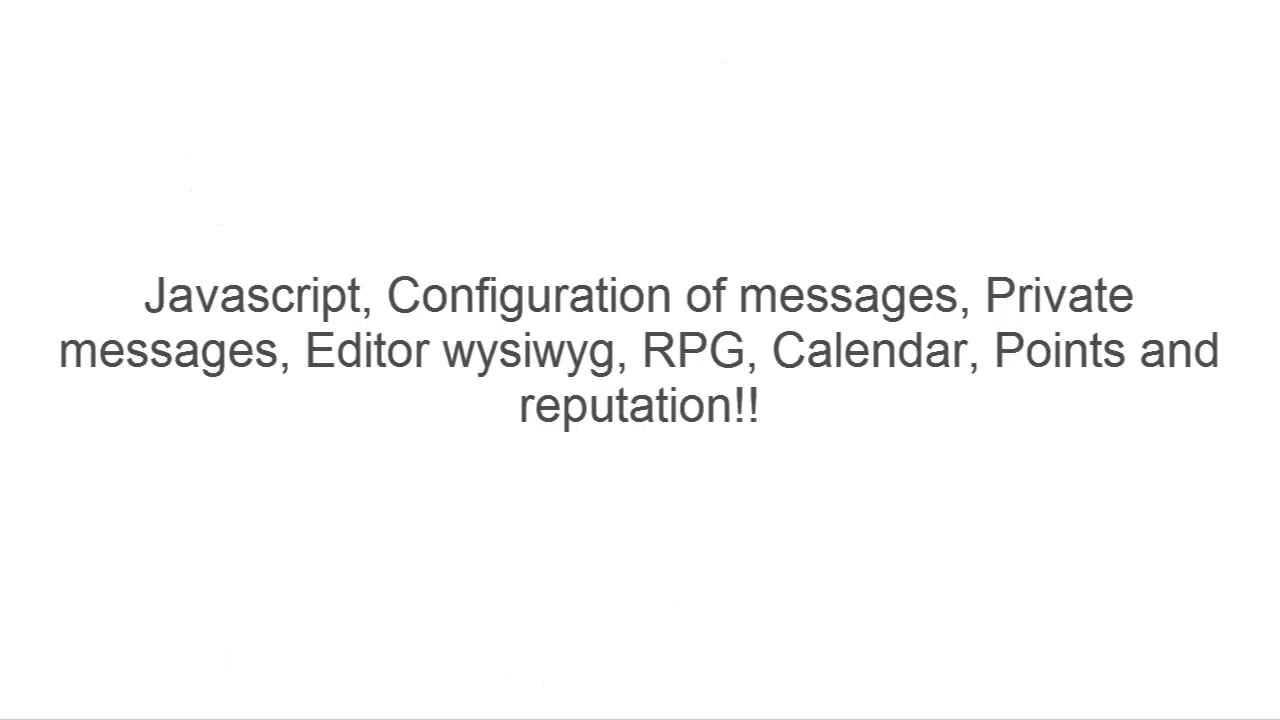 Javascript, Configuration of messages, Private
messages, Editor wysiwyg, RPG, Calendar, Points and
reputation!!